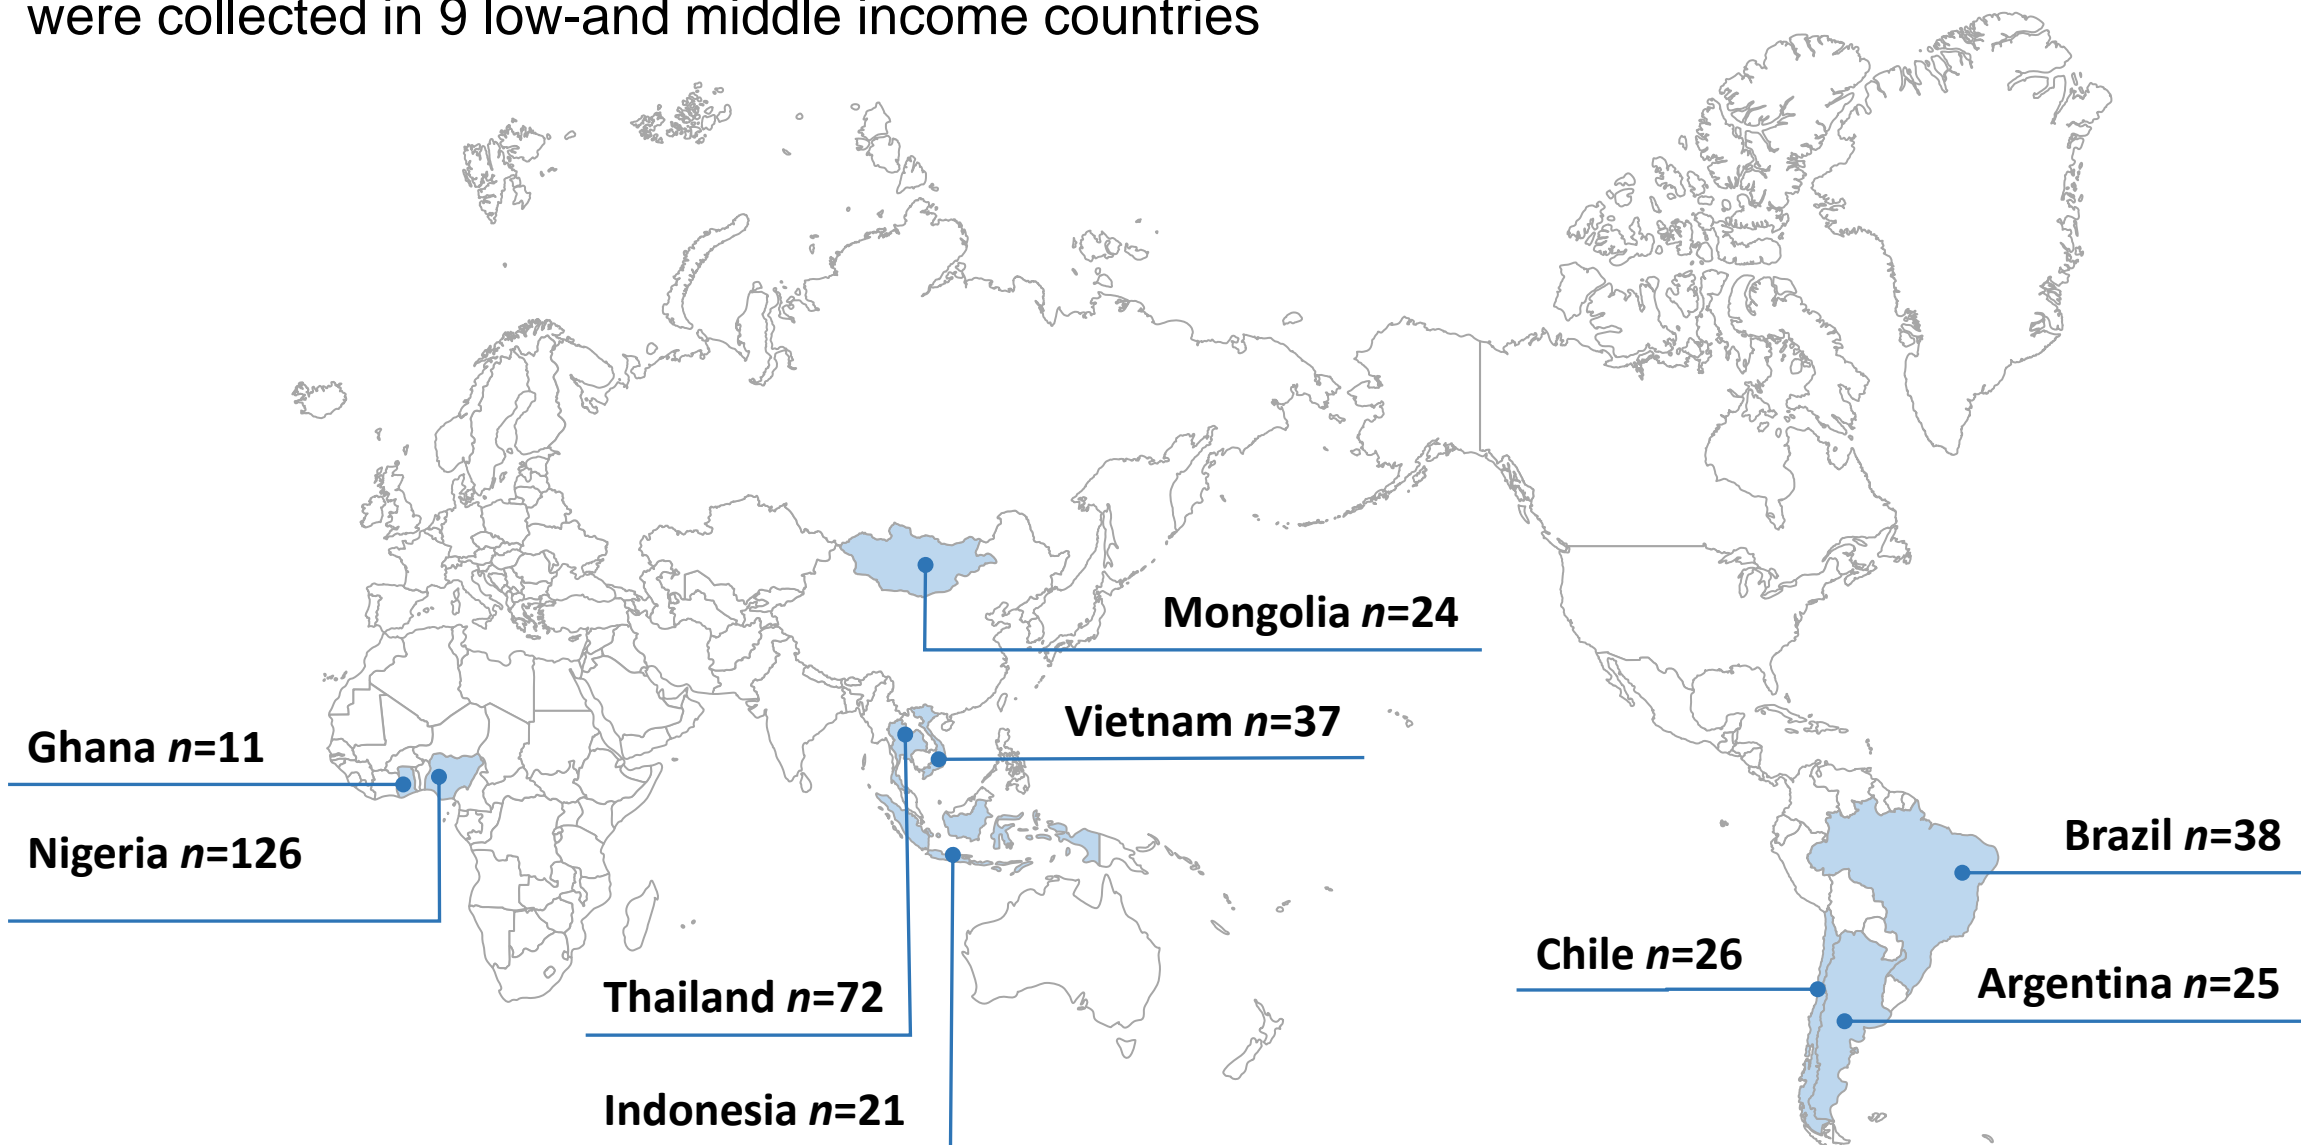 were collected in 9 low-and middle income countries
Mongolia n=24
Vietnam n=37
Ghana n=11
Nigeria n=126
Brazil n=38
Chile n=26
Argentina n=25
Thailand n=72
Indonesia n=21